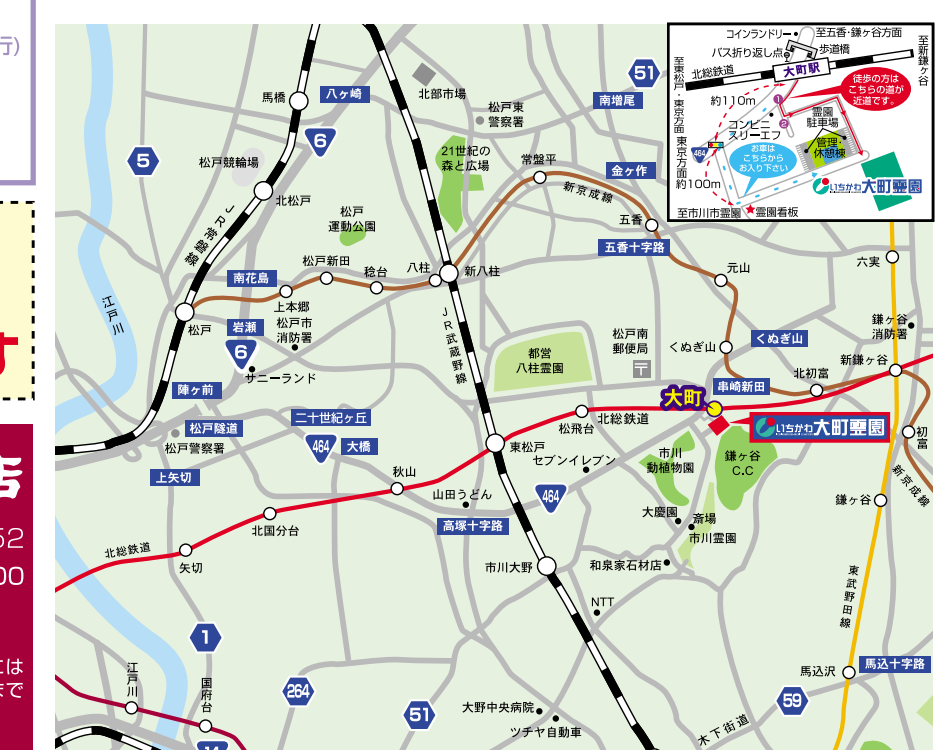 行)
す
店
52
00
には
まで
コインランドリー
至五香・鎌ヶ谷方面
バス折り返し点
歩道橋
至新鎌ヶ谷
北総鉄道
大町駅
至東松戸・東京方面
徒歩の方は
こちらの道が
近道です。
約110m
1
2
コンビニ
スリーエフ
霊園
駐車場
管理・
休憩棟
464
東京方面
お車は
こちらから
お入り下さい
約100m
いちかわ大町霊園
至市川市霊園
霊園看板
馬橋
八ヶ崎
6
北部市場
51
南増尾
松戸東
警察署
5
松戸競輪場
21世紀の
森と広場
常盤平
金ヶ作
新京成線
北松戸
松戸
運動公園
五香
五香十字路
JR常磐線
松戸新田
八柱
新八柱
南花島
稔台
元山
六実
江戸川
上本郷
松戸
岩瀬
松戸市
消防署
6
サニーランド
JR武蔵野線
都営
八柱霊園
松戸南
郵便局
くぬぎ山
くぬぎ山
鎌ヶ谷
消防署
新鎌ヶ谷
北初富
陣ヶ前
串崎新田
大町
北総鉄道
松飛台
いちかわ大町霊園
二十世紀ヶ丘
松戸隧道
松戸警察署
464
大橋
東松戸
初富
上矢切
秋山
セブンイレブン
市川
動植物園
鎌ヶ谷
C.C
新京成線
山田うどん
464
鎌ヶ谷
北国分台
高塚十字路
大慶園
斎場
市川霊園
北総鉄道
矢切
市川大野
和泉家石材店
東武野田線
NTT
1
江戸川
国府台
264
馬込沢
馬込十字路
51
大野中央病院
ツチヤ自動車
59
木下街道
14